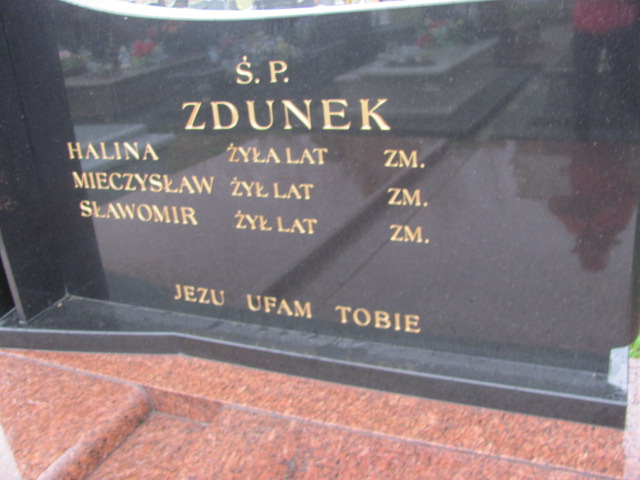 Ś. P.
ZDUNEK
HALINA ŻYŁA LAT ZM.
MIECZYSŁAW ŻYŁ LAT ZM.
SŁAWOMIR ŻYŁ LAT ZM.
JEZU UFAM TOBIE